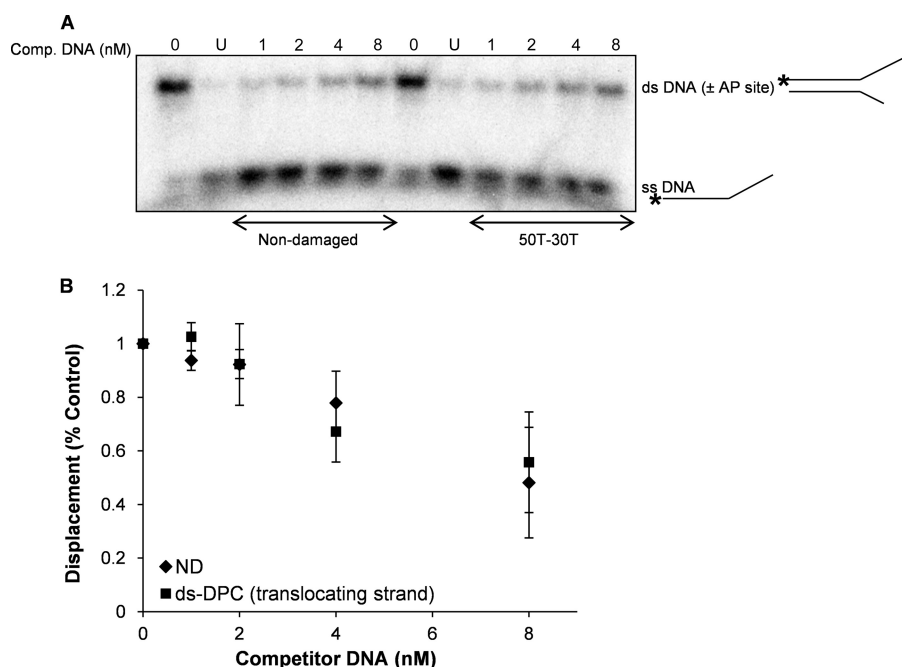 A
Comp. DNA (nM) 0 U 1 2 4 8 0 U 1 2 4 8
ds DNA (± AP site) *
ss DNA
*
Non-damaged 50T-30T
B
Displacement (% Control)
1.2
1
0.8
0.6
0.4
0.2
0
ND
ds-DPC (translocating strand)
0 2 4 6 8
Competitor DNA (nM)